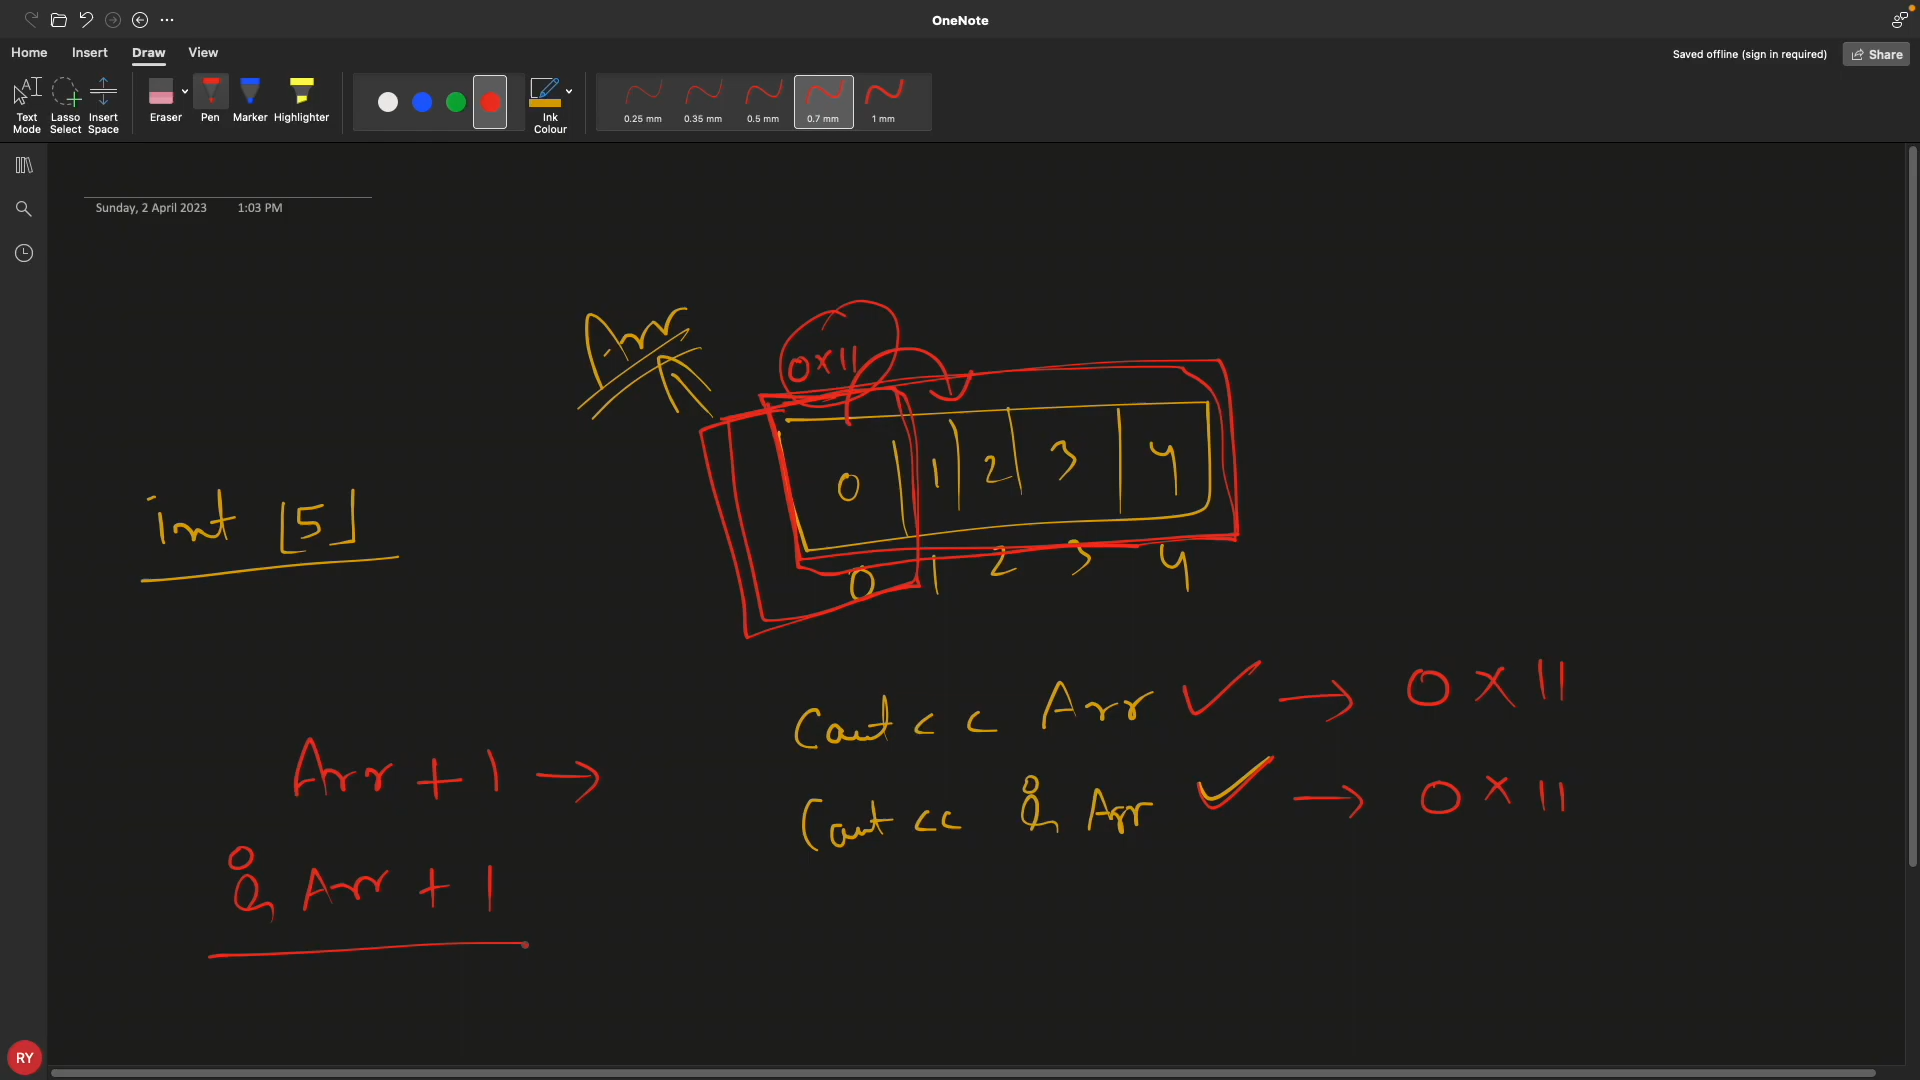 OneNote
Home Insert Draw View
Saved offline (sign in required) Share
Text Mode Lasso Select Insert Space Eraser Pen Marker Highlighter Ink Colour 0.25 mm 0.35 mm 0.5 mm 0.7 mm 1 mm
Sunday, 2 April 2023 1:03 PM
Arr
0x11
0 1 2 3 4
int [5]
0 1 2 3 4
Cout << Arr ✓ → 0x11
Arr + 1 →
Cout << & Arr ✓ → 0x11
& Arr + 1
RY